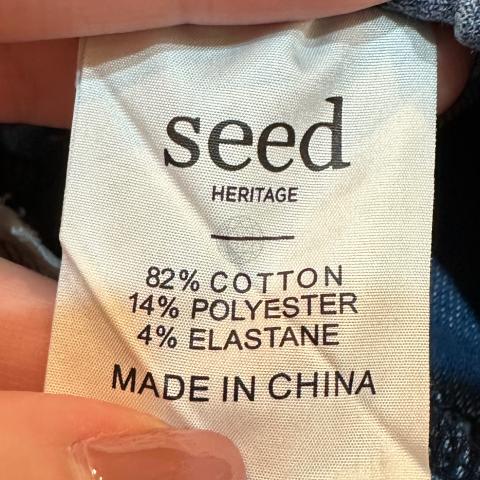 seed
HERITAGE
82% COTTON
14% POLYESTER
4% ELASTANE
MADE IN CHINA